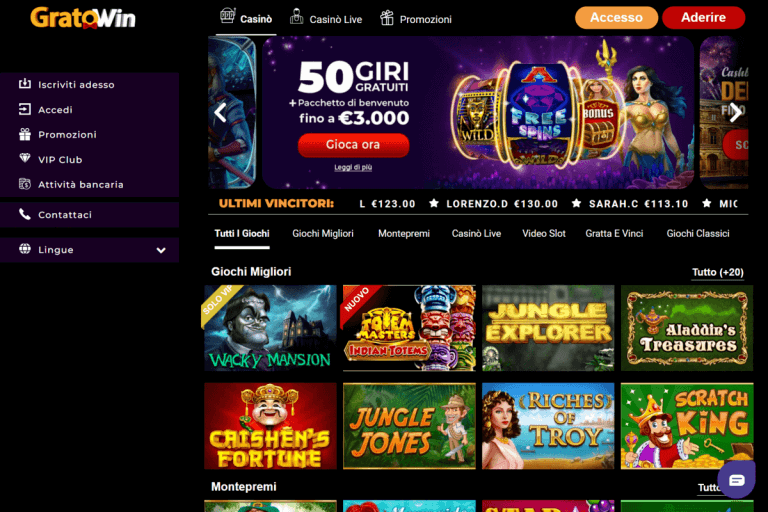 GratoWin
Casinò
Casinò Live
Promozioni
Accesso
Aderire
Iscriviti adesso
Accedi
Promozioni
VIP Club
Attività bancaria
Contattaci
Lingue
50 GIRI
GRATUITI
+ Pacchetto di benvenuto
fino a €3.000
Gioca ora
Leggi di più
WILD
FREE
SPINS
BONUS
WILD
ULTIMI VINCITORI:
L €123.00 LORENZO.D €130.00 SARAH.C €113.10
Tutti I Giochi
Giochi Migliori
Montepremi
Casinò Live
Video Slot
Gratta E Vinci
Giochi Classici
Giochi Migliori
Tutto (+20)
SOLO VIP
WACKY MANSION
NUOVO
TOTEM
MASTERS
INDIAN TOTEMS
JUNGLE
EXPLORER
Aladdin's
Treasures
CAISHEN'S
FORTUNE
JUNGLE
JONES
RICHES
OF
TROY
SCRATCH
KING
Montepremi